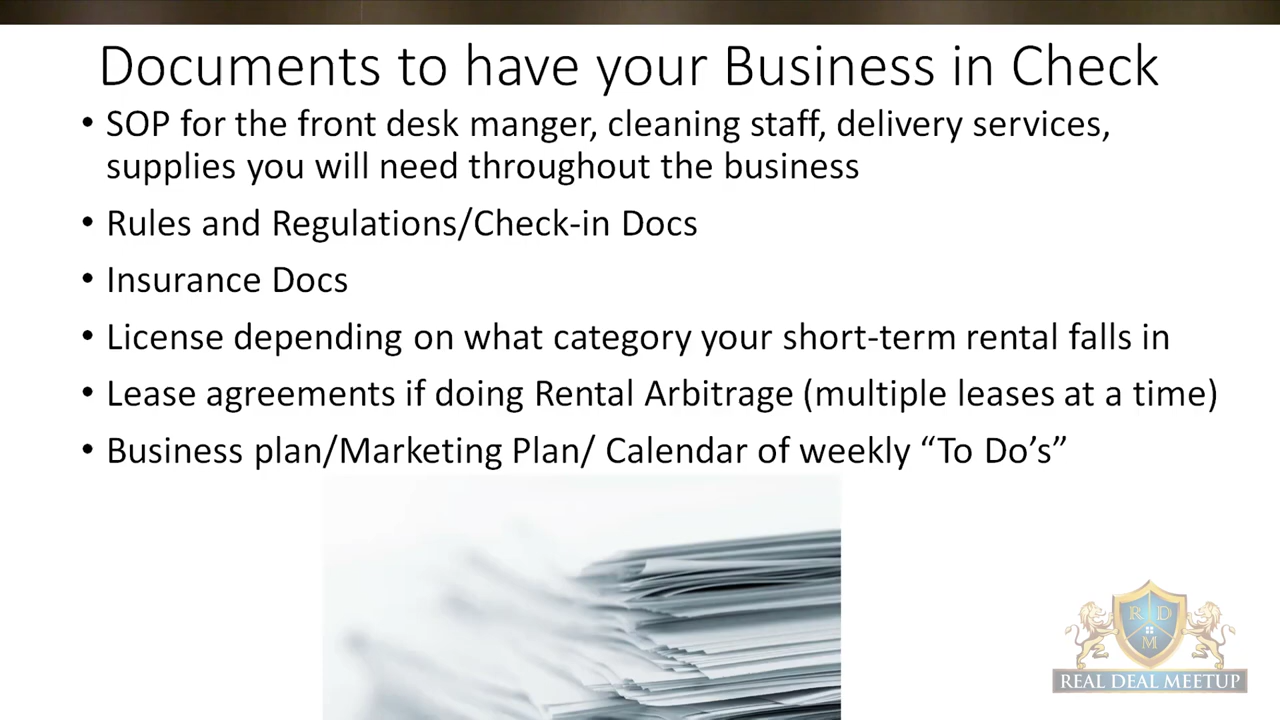 Documents to have your Business in Check
• SOP for the front desk manger, cleaning staff, delivery services,
supplies you will need throughout the business
• Rules and Regulations/Check-in Docs
• Insurance Docs
• License depending on what category your short-term rental falls in
• Lease agreements if doing Rental Arbitrage (multiple leases at a time)
• Business plan/Marketing Plan/ Calendar of weekly “To Do’s”
R D
M
REAL DEAL MEETUP